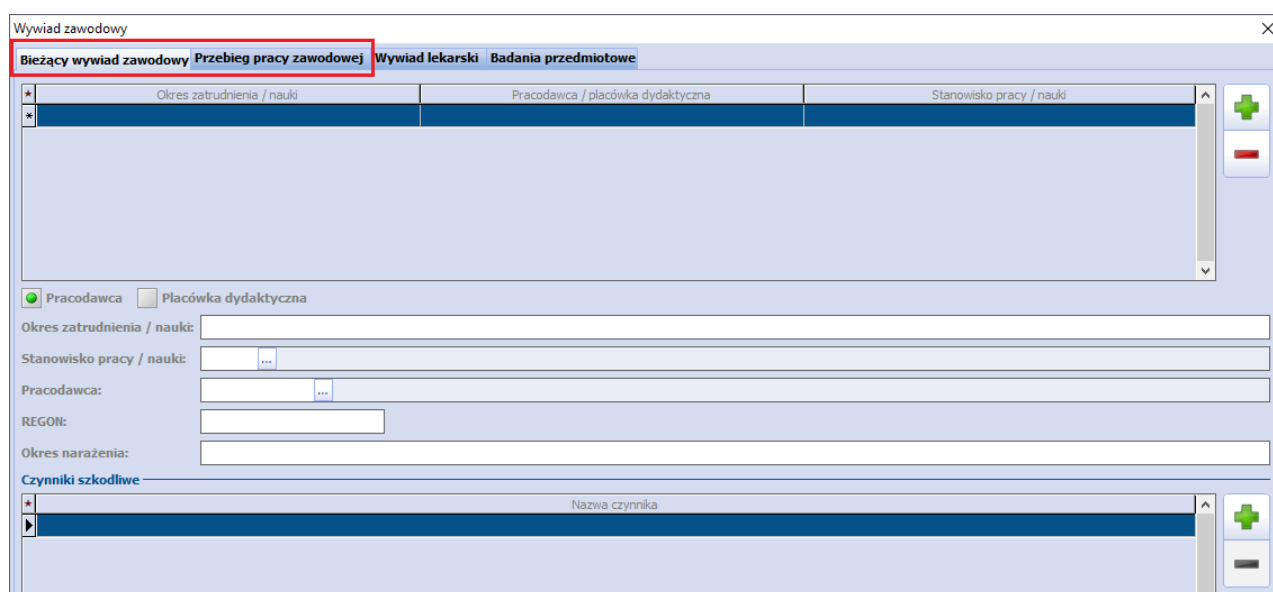 Wywiad zawodowy
Bieżący wywiad zawodowy Przebieg pracy zawodowej Wywiad lekarski Badania przedmiotowe
Okres zatrudnienia / nauki Pracodawca / placówka dydaktyczna Stanowisko pracy / nauki
Pracodawca Placówka dydaktyczna
Okres zatrudnienia / nauki:
Stanowisko pracy / nauki: ...
Pracodawca: ...
REGON:
Okres narażenia:
Czynniki szkodliwe
Nazwa czynnika